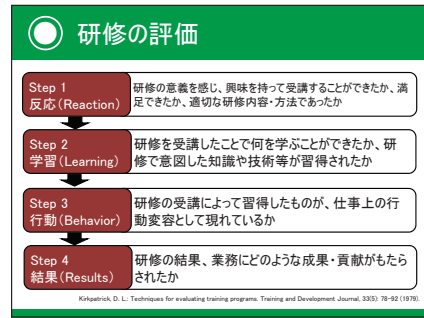 研修の評価
Step 1
反応(Reaction)
研修の意義を感じ、興味を持って受講することができたか、満
足できたか、適切な研修内容・方法であったか
Step 2
学習(Learning)
研修を受講したことで何を学ぶことができたか、研
修で意図した知識や技術等が習得されたか
Step 3
行動(Behavior)
研修の受講によって習得したものが、仕事上の行
動変容として現れているか
Step 4
結果(Results)
研修の結果、業務にどのような成果・貢献がもたら
されたか
Kirkpatrick, D. L.: Techniques for evaluating training programs. Training and Development Journal, 33(5): 78-92 (1979).